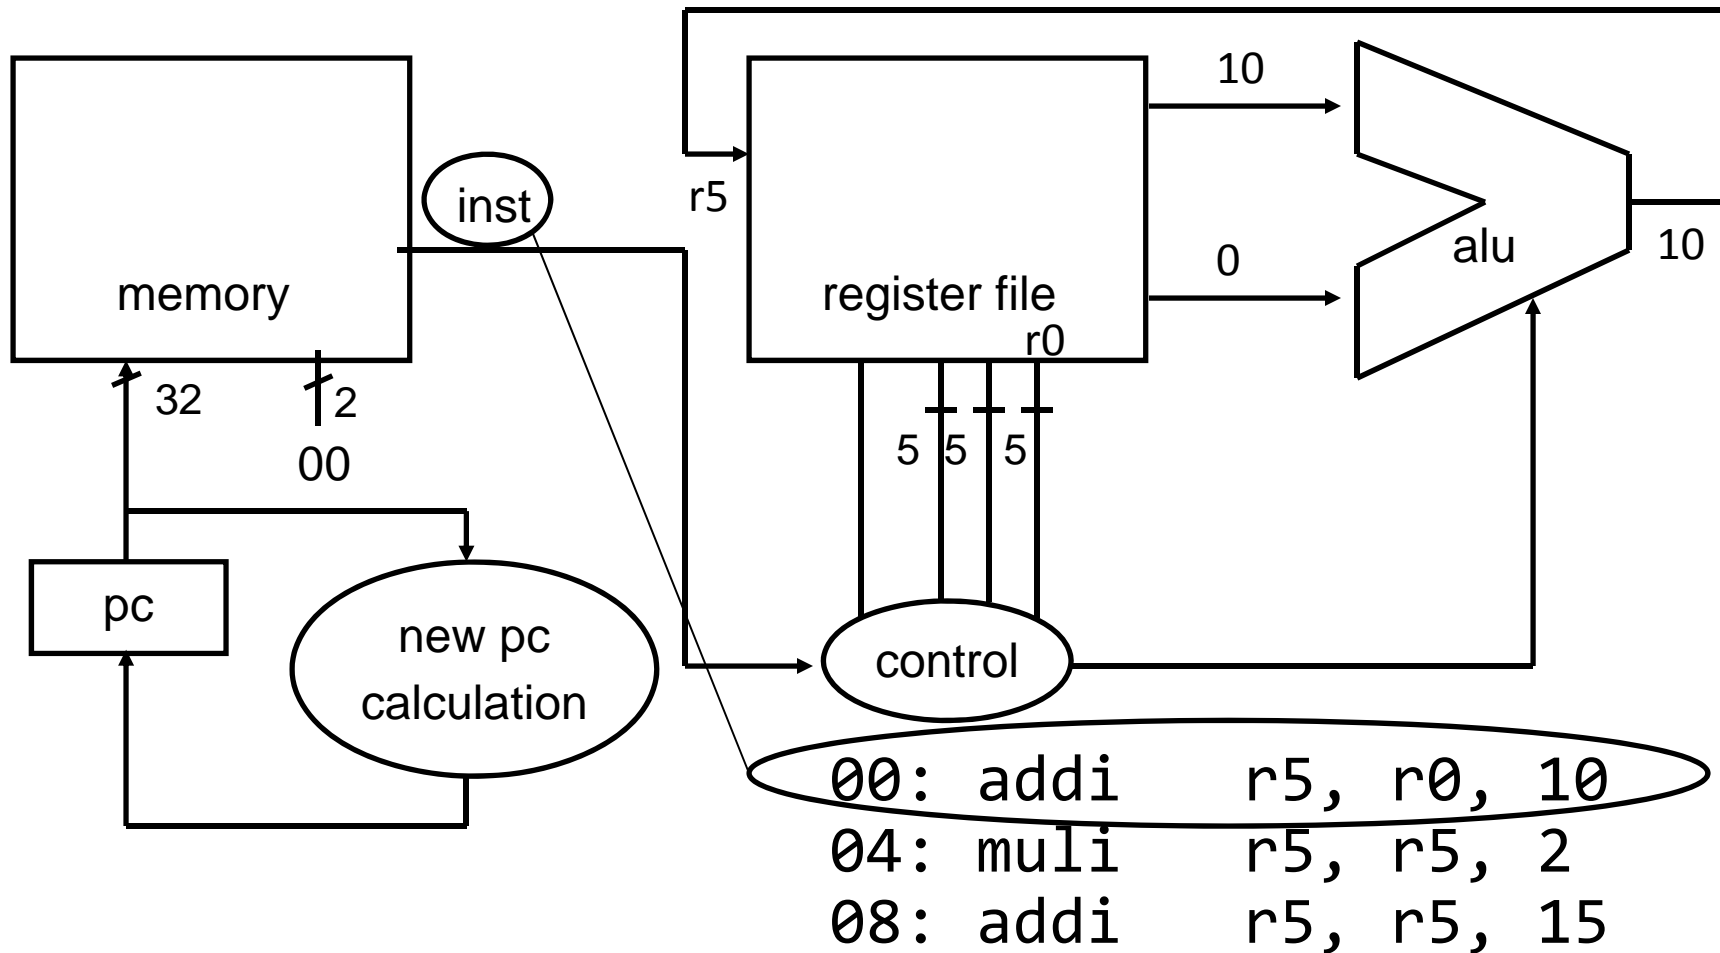 10
inst
r5
alu
10
0
memory
register file
r0
32
2
00
5 5 5
pc
new pc
calculation
control
00: addi r5, r0, 10
04: muli r5, r5, 2
08: addi r5, r5, 15